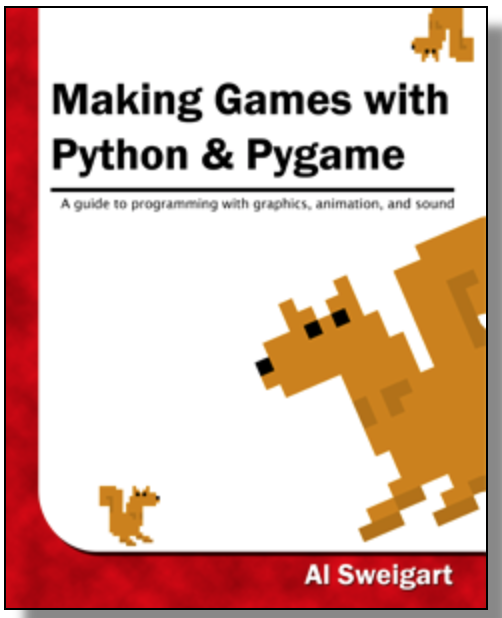 Making Games with
Python & Pygame
A guide to programming with graphics, animation, and sound
Al Sweigart